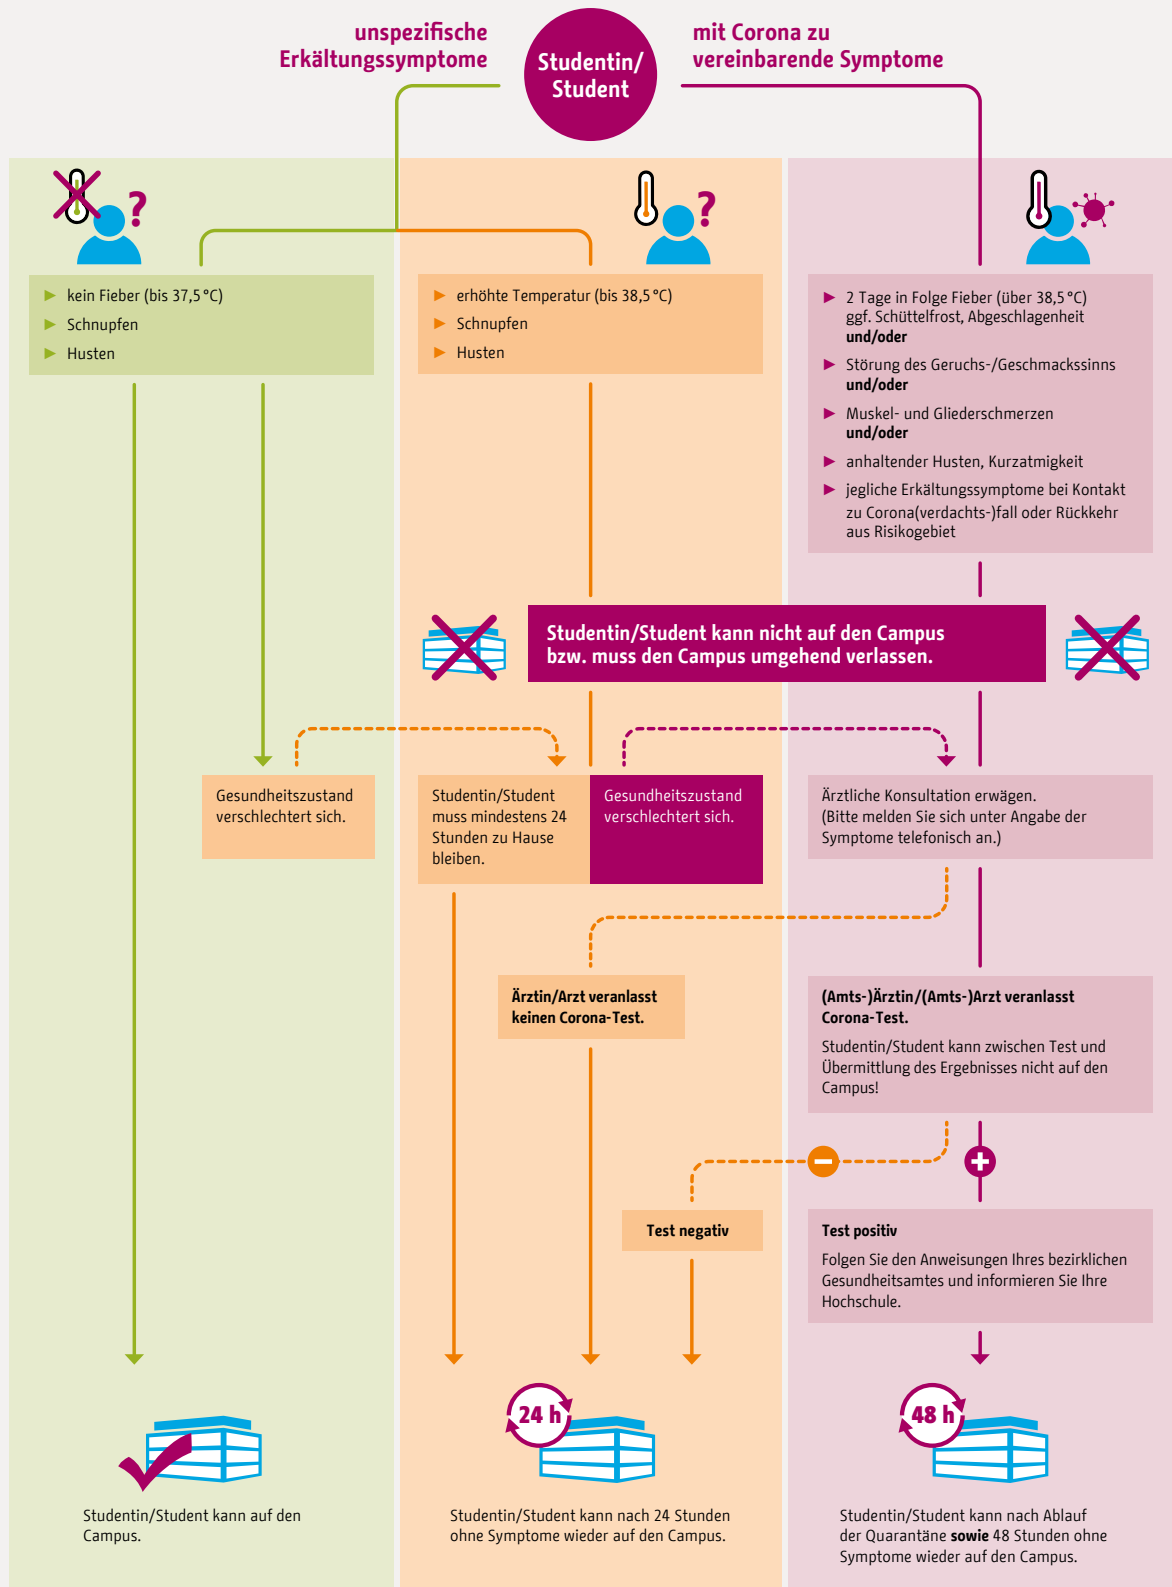 unspezifische
Erkältungssymptome
Studentin/
Student
mit Corona zu
vereinbarende Symptome
?
?
► kein Fieber (bis 37,5 °C)
► Schnupfen
► Husten
► erhöhte Temperatur (bis 38,5 °C)
► Schnupfen
► Husten
► 2 Tage in Folge Fieber (über 38,5 °C)
ggf. Schüttelfrost, Abgeschlagenheit
und/oder
► Störung des Geruchs-/Geschmackssinns
und/oder
► Muskel- und Gliederschmerzen
und/oder
► anhaltender Husten, Kurzatmigkeit
► jegliche Erkältungssymptome bei Kontakt
zu Corona(verdachts-)fall oder Rückkehr
aus Risikogebiet
Studentin/Student kann nicht auf den Campus
bzw. muss den Campus umgehend verlassen.
Gesundheitszustand
verschlechtert sich.
Studentin/Student
muss mindestens 24
Stunden zu Hause
bleiben.
Gesundheitszustand
verschlechtert sich.
Ärztliche Konsultation erwägen.
(Bitte melden Sie sich unter Angabe der
Symptome telefonisch an.)
Ärztin/Arzt veranlasst
keinen Corona-Test.
(Amts-)Ärztin/(Amts-)Arzt veranlasst
Corona-Test.
Studentin/Student kann zwischen Test und
Übermittlung des Ergebnisses nicht auf den
Campus!
Test negativ
Test positiv
Folgen Sie den Anweisungen Ihres bezirklichen
Gesundheitsamtes und informieren Sie Ihre
Hochschule.
24 h
48 h
Studentin/Student kann auf den
Campus.
Studentin/Student kann nach 24 Stunden
ohne Symptome wieder auf den Campus.
Studentin/Student kann nach Ablauf
der Quarantäne sowie 48 Stunden ohne
Symptome wieder auf den Campus.